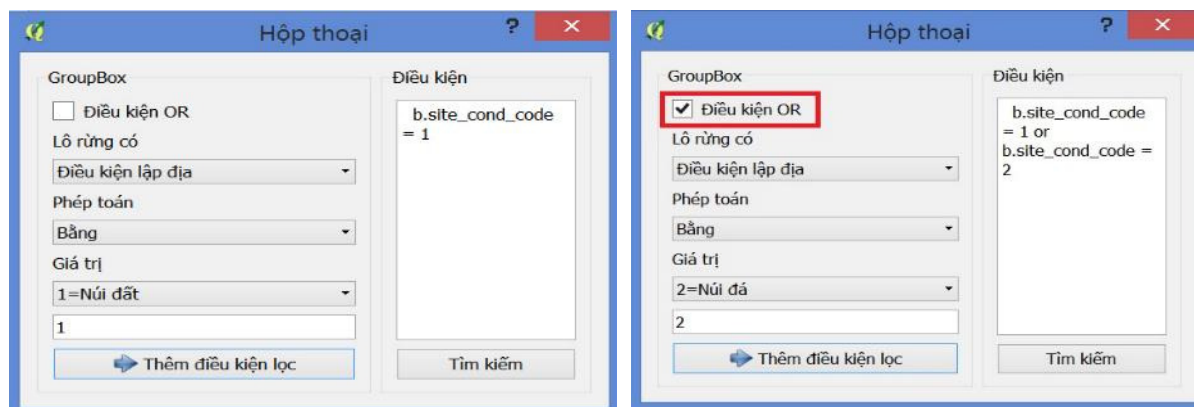 Hộp thoại ?
GroupBox
Điều kiện OR
Lô rừng có
Điều kiện lập địa
Phép toán
Bằng
Giá trị
1=Núi đất
1
Thêm điều kiện lọc
Điều kiện
b.site_cond_code
= 1
Tìm kiếm
Hộp thoại ?
GroupBox
Điều kiện OR
Lô rừng có
Điều kiện lập địa
Phép toán
Bằng
Giá trị
2=Núi đá
2
Thêm điều kiện lọc
Điều kiện
b.site_cond_code
= 1 or
b.site_cond_code =
2
Tìm kiếm